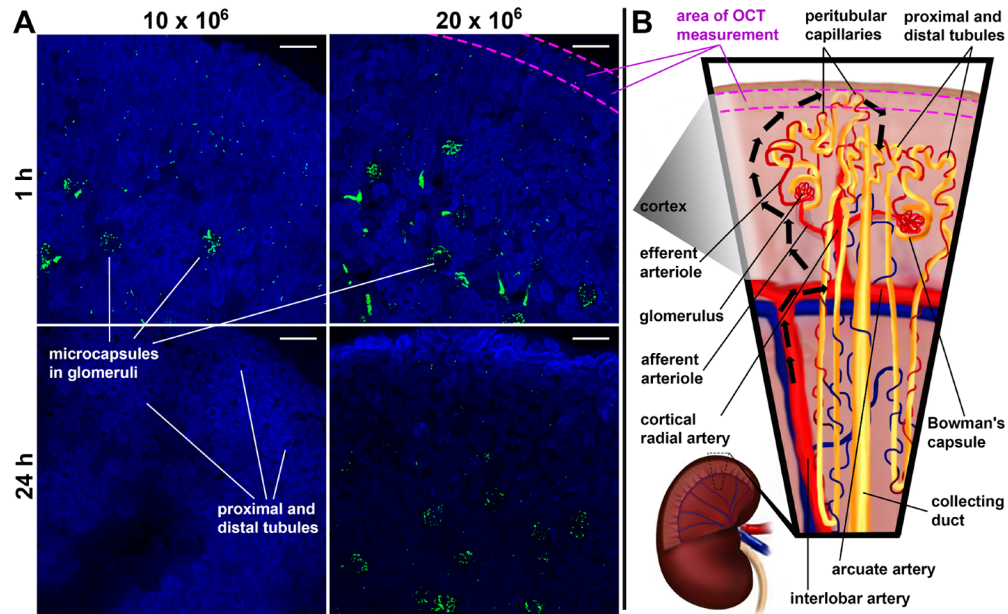 A
10 x 10⁶
20 x 10⁶
1 h
24 h
microcapsules
in glomeruli
proximal and
distal tubules
area of OCT
measurement
B
peritubular
capillaries
proximal and
distal tubules
cortex
efferent
arteriole
glomerulus
afferent
arteriole
cortical
radial artery
Bowman's
capsule
collecting
duct
arcuate artery
interlobar artery